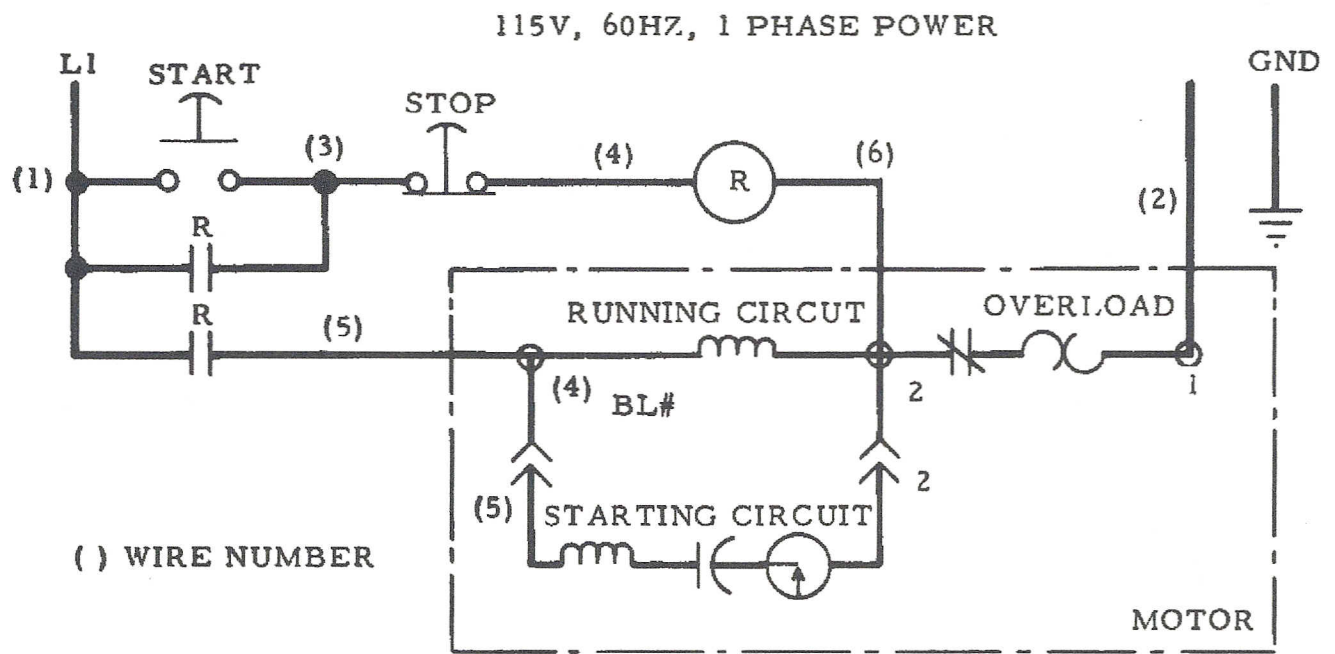 115V, 60HZ, 1 PHASE POWER
L1
START
STOP
GND
(1)
(3)
(4)
R
(6)
(2)
R
R
(5)
RUNNING CIRCUT
OVERLOAD
(4)
BL#
2
1
(5)
2
STARTING CIRCUIT
( ) WIRE NUMBER
MOTOR